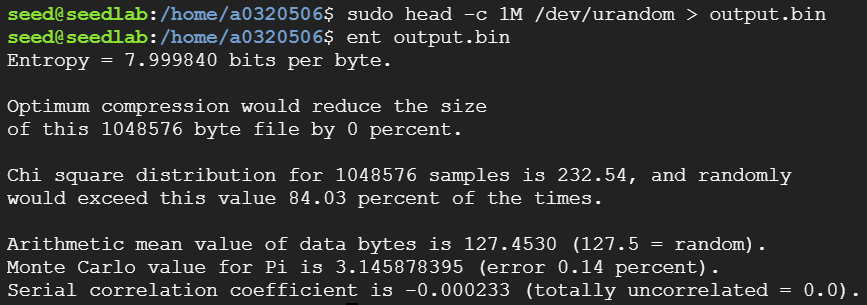 seed@seedlab:/home/a0320506$ sudo head -c 1M /dev/urandom > output.bin
seed@seedlab:/home/a0320506$ ent output.bin
Entropy = 7.999840 bits per byte.
Optimum compression would reduce the size
of this 1048576 byte file by 0 percent.
Chi square distribution for 1048576 samples is 232.54, and randomly
would exceed this value 84.03 percent of the times.
Arithmetic mean value of data bytes is 127.4530 (127.5 = random).
Monte Carlo value for Pi is 3.145878395 (error 0.14 percent).
Serial correlation coefficient is -0.000233 (totally uncorrelated = 0.0).